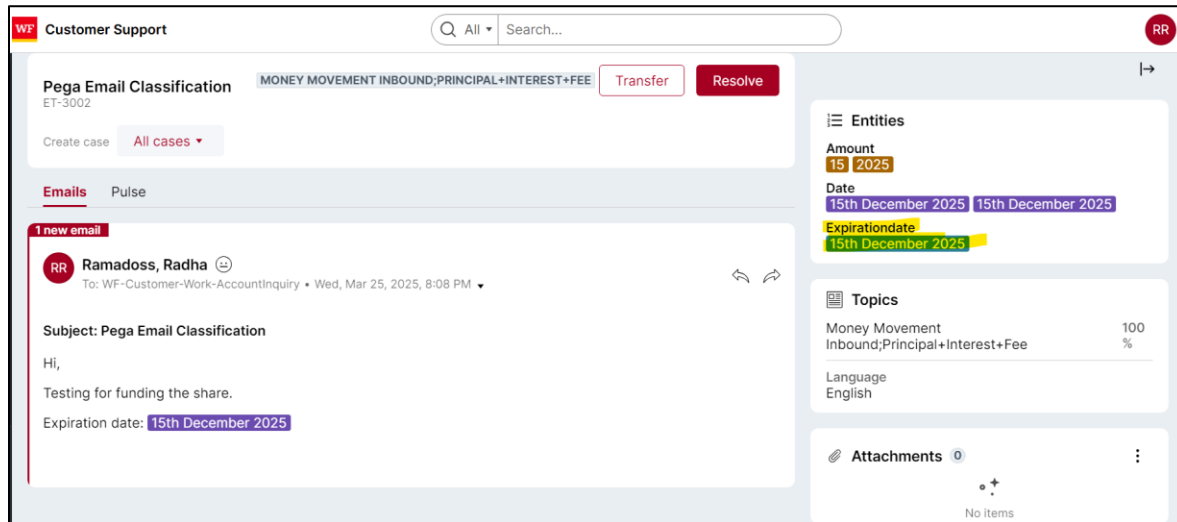 WF Customer Support
All Search...
RR
Pega Email Classification MONEY MOVEMENT INBOUND;PRINCIPAL+INTEREST+FEE Transfer Resolve
ET-3002
Create case All cases
Emails Pulse
1 new email
RR Ramadoss, Radha
To: WF-Customer-Work-AccountInquiry • Wed, Mar 25, 2025, 8:08 PM
Subject: Pega Email Classification
Hi,
Testing for funding the share.
Expiration date: 15th December 2025
Entities
Amount
15 2025
Date
15th December 2025 15th December 2025
Expirationdate
15th December 2025
Topics
Money Movement 100
Inbound;Principal+Interest+Fee %
Language
English
Attachments 0
No items